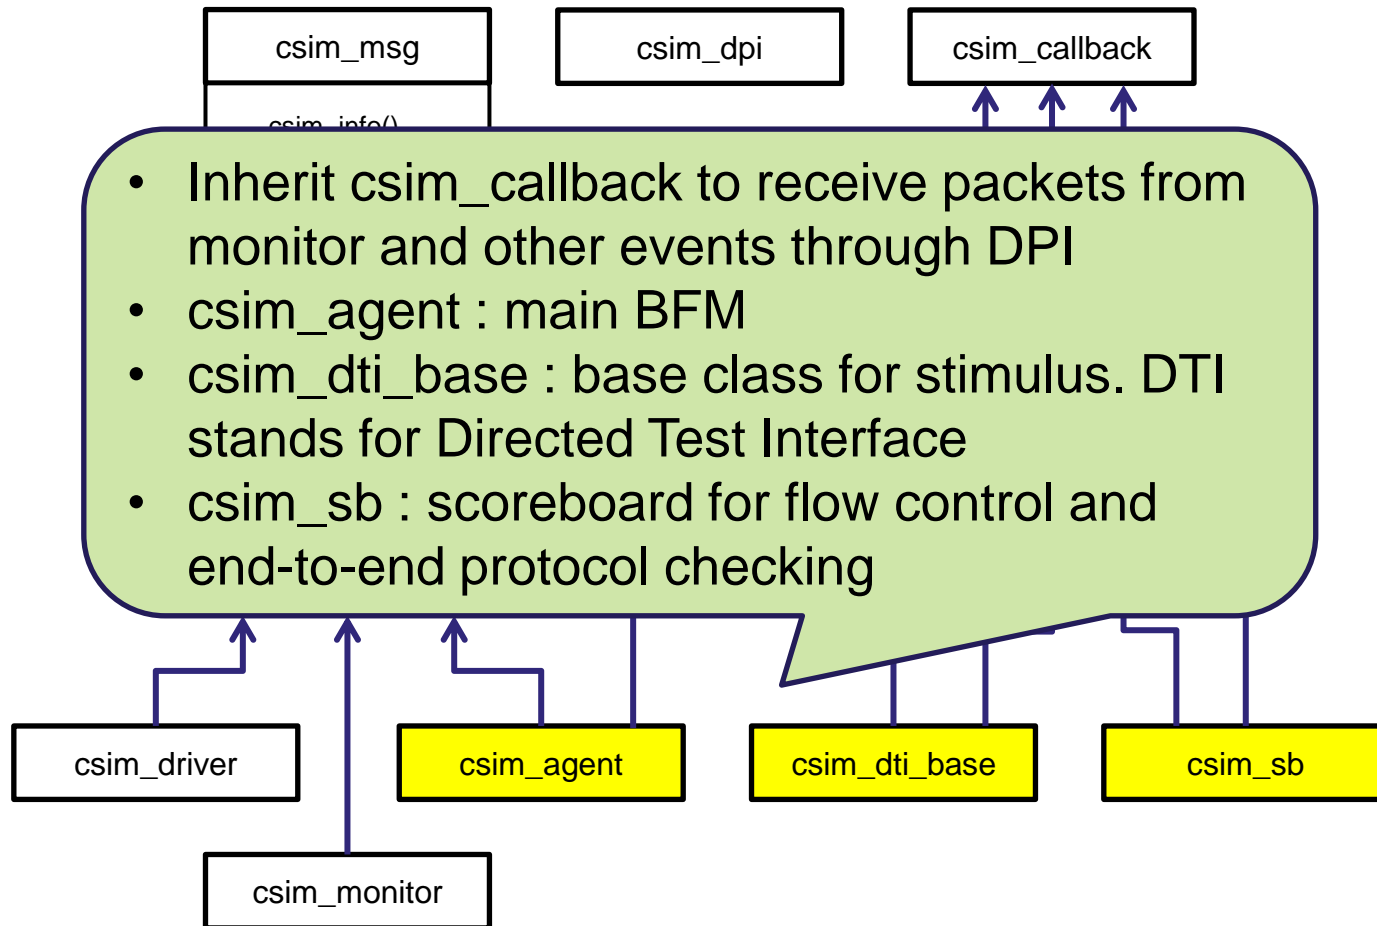 csim_msg
csim_dpi
csim_callback
csim_info()
• Inherit csim_callback to receive packets from
monitor and other events through DPI
• csim_agent : main BFM
• csim_dti_base : base class for stimulus. DTI
stands for Directed Test Interface
• csim_sb : scoreboard for flow control and
end-to-end protocol checking
csim_driver
csim_agent
csim_dti_base
csim_sb
csim_monitor